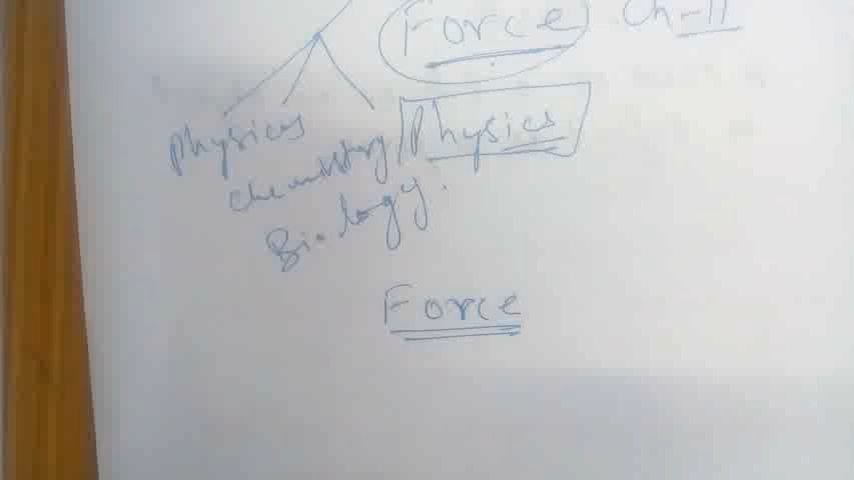 Force Ch-11
Physics
chemistry Physics
Biology.
Force